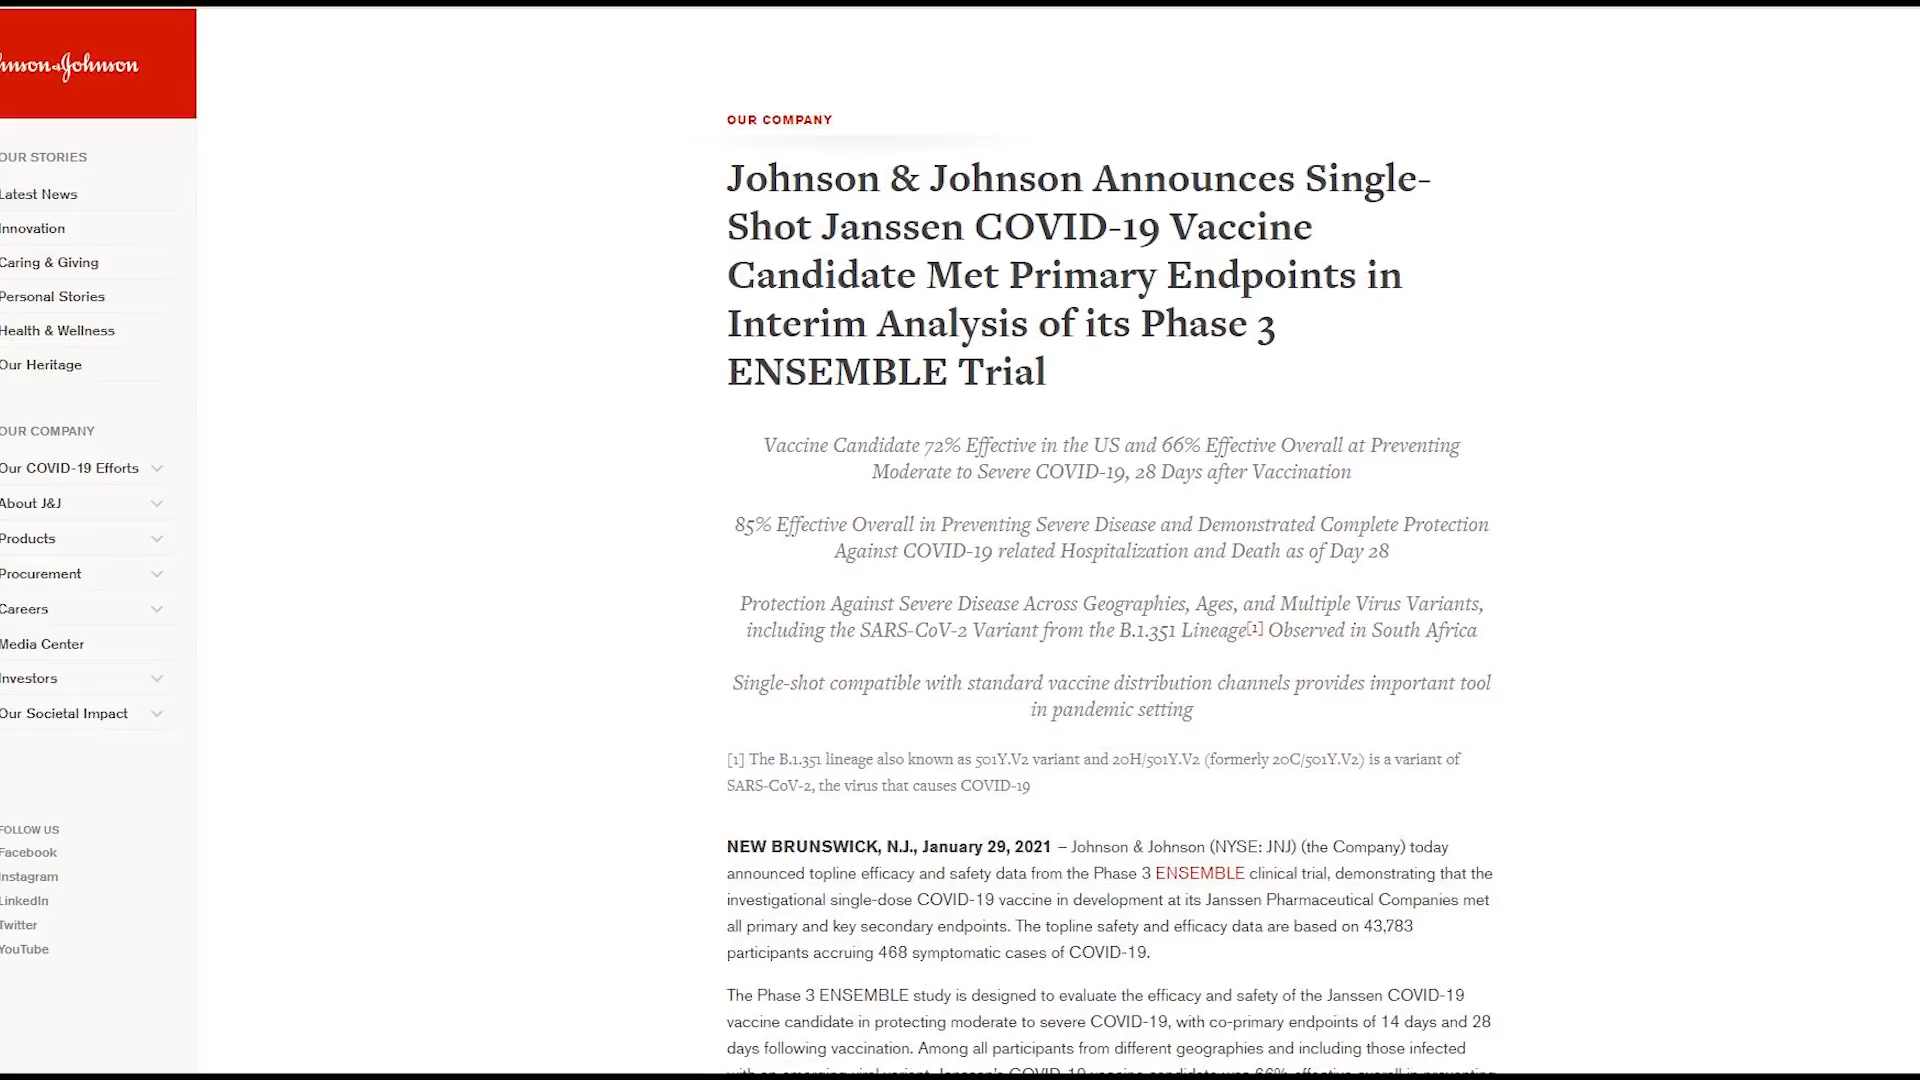 Johnson
OUR STORIES
Latest News
Innovation
Caring & Giving
Personal Stories
Health & Wellness
Our Heritage
OUR COMPANY
Our COVID-19 Efforts
About J&J
Products
Procurement
Careers
Media Center
Investors
Our Societal Impact
FOLLOW US
Facebook
Instagram
LinkedIn
Twitter
YouTube
OUR COMPANY
Johnson & Johnson Announces Single-
Shot Janssen COVID-19 Vaccine
Candidate Met Primary Endpoints in
Interim Analysis of its Phase 3
ENSEMBLE Trial
Vaccine Candidate 72% Effective in the US and 66% Effective Overall at Preventing
Moderate to Severe COVID-19, 28 Days after Vaccination
85% Effective Overall in Preventing Severe Disease and Demonstrated Complete Protection
Against COVID-19 related Hospitalization and Death as of Day 28
Protection Against Severe Disease Across Geographies, Ages, and Multiple Virus Variants,
including the SARS-CoV-2 Variant from the B.1.351 Lineage[1] Observed in South Africa
Single-shot compatible with standard vaccine distribution channels provides important tool
in pandemic setting
[1] The B.1.351 lineage also known as 501Y.V2 variant and 20H/501Y.V2 (formerly 20C/501Y.V2) is a variant of
SARS-CoV-2, the virus that causes COVID-19
NEW BRUNSWICK, N.J., January 29, 2021 – Johnson & Johnson (NYSE: JNJ) (the Company) today
announced topline efficacy and safety data from the Phase 3 ENSEMBLE clinical trial, demonstrating that the
investigational single-dose COVID-19 vaccine in development at its Janssen Pharmaceutical Companies met
all primary and key secondary endpoints. The topline safety and efficacy data are based on 43,783
participants accruing 468 symptomatic cases of COVID-19.
The Phase 3 ENSEMBLE study is designed to evaluate the efficacy and safety of the Janssen COVID-19
vaccine candidate in protecting moderate to severe COVID-19, with co-primary endpoints of 14 days and 28
days following vaccination. Among all participants from different geographies and including those infected